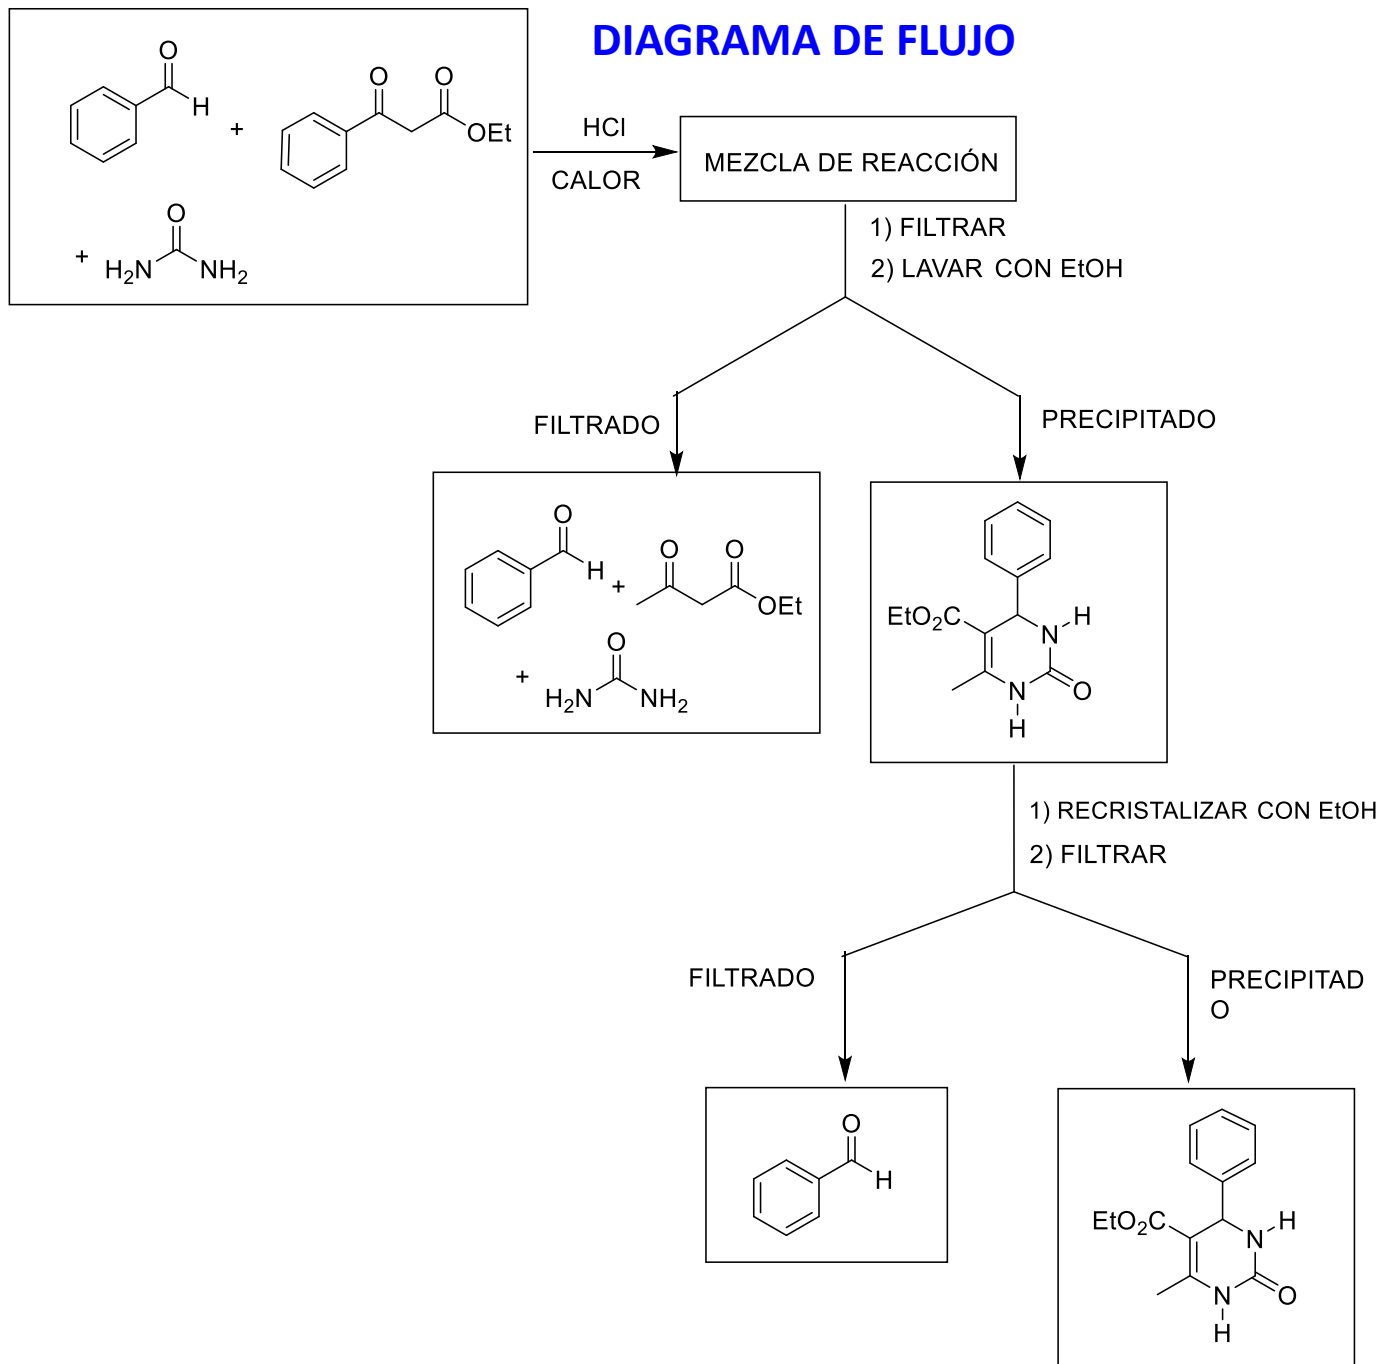 DIAGRAMA DE FLUJO
O
H
+
O O
OEt
+
O
H₂N NH₂
HCl
CALOR
MEZCLA DE REACCIÓN
1) FILTRAR
2) LAVAR CON EtOH
FILTRADO
PRECIPITADO
O
H
+
O O
OEt
+
O
H₂N NH₂
EtO₂C
N H
N
H
O
1) RECRISTALIZAR CON EtOH
2) FILTRAR
FILTRADO
PRECIPITAD
O
O
H
EtO₂C
N H
N
H
O